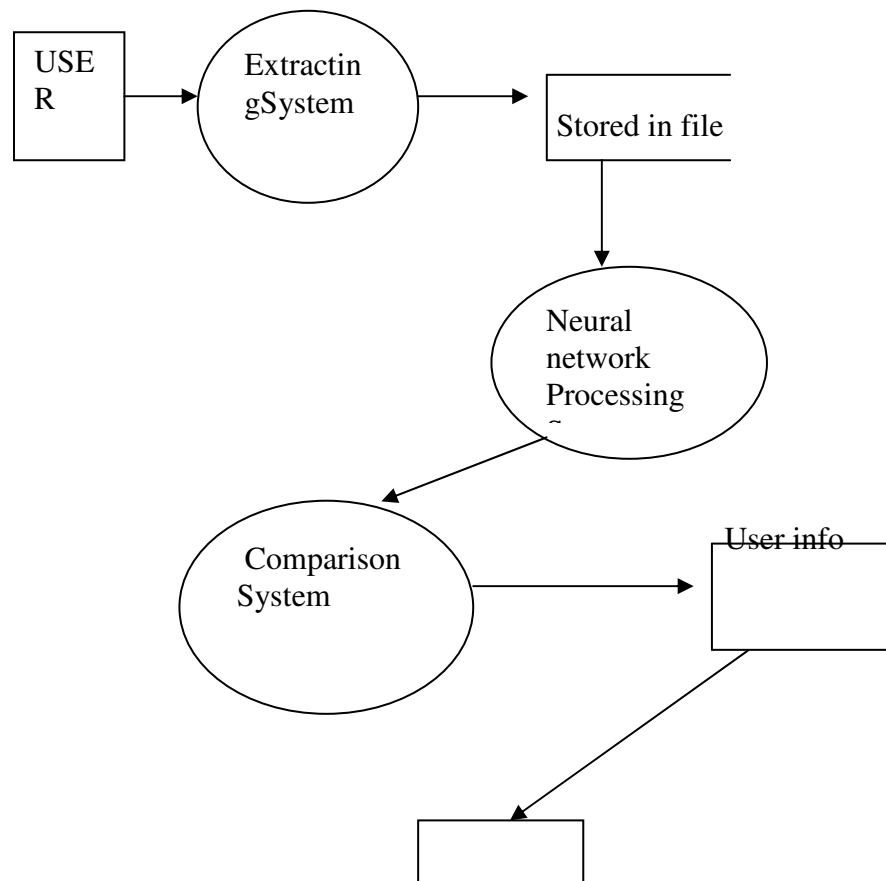 USE
R
Extractin
gSystem
Stored in file
Neural
network
Processing
Comparison
System
User info